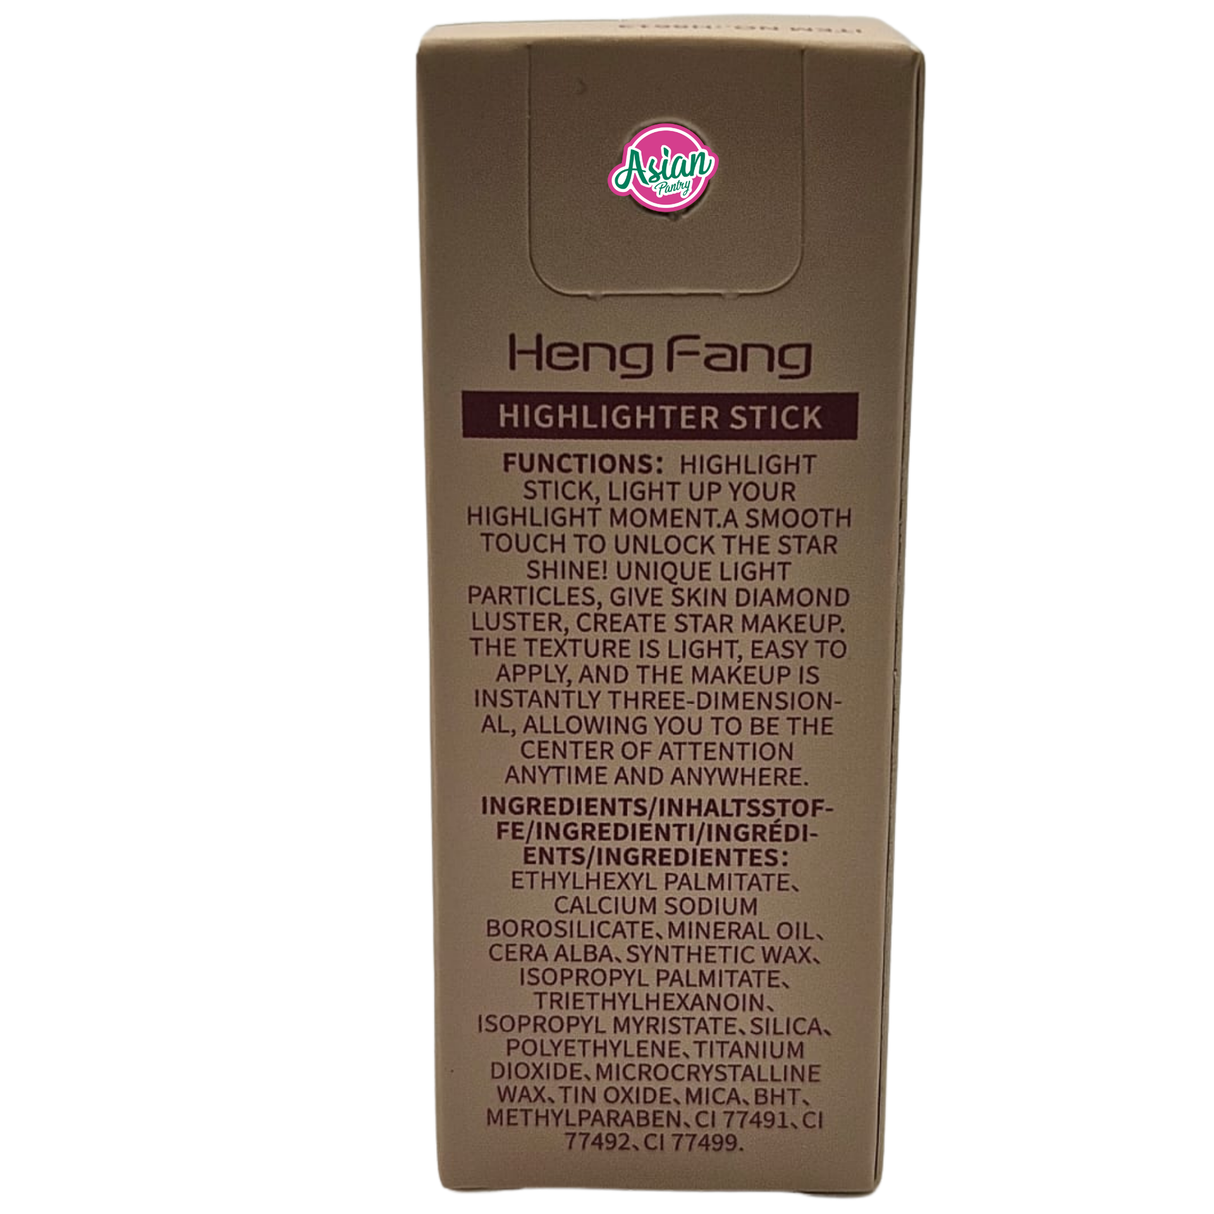 ITEM NO.:H8613
Asian
Pantry
Heng Fang
HIGHLIGHTER STICK
FUNCTIONS: HIGHLIGHT
STICK, LIGHT UP YOUR
HIGHLIGHT MOMENT.A SMOOTH
TOUCH TO UNLOCK THE STAR
SHINE! UNIQUE LIGHT
PARTICLES, GIVE SKIN DIAMOND
LUSTER, CREATE STAR MAKEUP.
THE TEXTURE IS LIGHT, EASY TO
APPLY, AND THE MAKEUP IS
INSTANTLY THREE-DIMENSION-
AL, ALLOWING YOU TO BE THE
CENTER OF ATTENTION
ANYTIME AND ANYWHERE.
INGREDIENTS/INHALTSSTOF-
FE/INGREDIENTI/INGRÉDI-
ENTS/INGREDIENTES:
ETHYLHEXYL PALMITATE、
CALCIUM SODIUM
BOROSILICATE、MINERAL OIL、
CERA ALBA、SYNTHETIC WAX、
ISOPROPYL PALMITATE、
TRIETHYLHEXANOIN、
ISOPROPYL MYRISTATE、SILICA、
POLYETHYLENE、TITANIUM
DIOXIDE、MICROCRYSTALLINE
WAX、TIN OXIDE、MICA、BHT、
METHYLPARABEN、CI 77491、CI
77492、CI 77499.